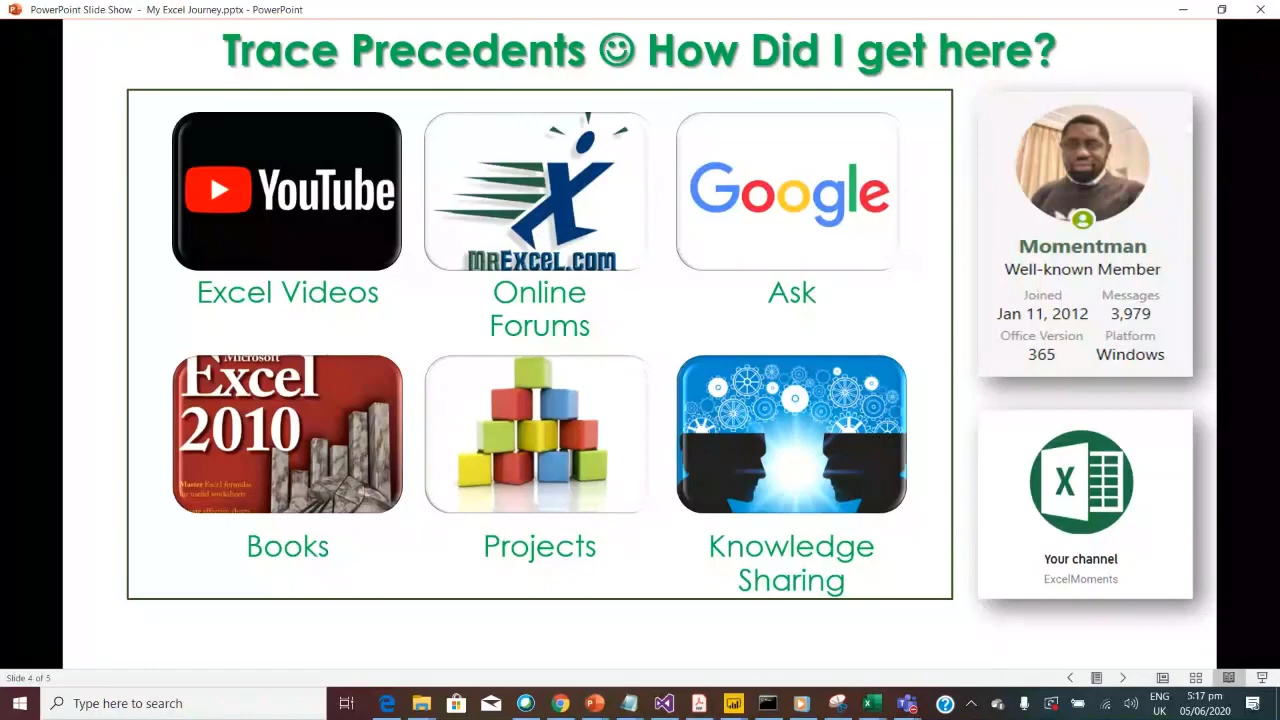 PowerPoint Slide Show - My Excel Journey.pptx - PowerPoint
Trace Precedents ☺ How Did I get here?
YouTube
MrExcel.com
Google
Excel Videos
Online
Forums
Ask
Microsoft
Excel
2010
Master Excel formulas
Books
Projects
Knowledge
Sharing
Momentman
Well-known Member
Joined
Messages
Jan 11, 2012
3,979
Office Version
Platform
365
Windows
X
Your channel
ExcelMoments
Slide 4 of 5
Type here to search
ENG
UK
5:17 pm
05/06/2020